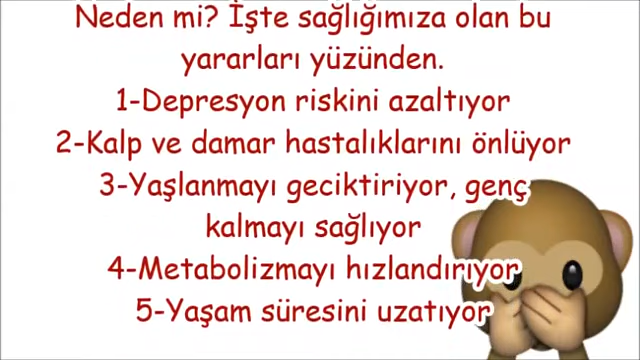 Neden mi? İşte sağlığımıza olan bu
yararları yüzünden.
1-Depresyon riskini azaltıyor
2-Kalp ve damar hastalıklarını önlüyor
3-Yaşlanmayı geciktiriyor, genç
kalmayı sağlıyor
4-Metabolizmayı hızlandırıyor
5-Yaşam süresini uzatıyor